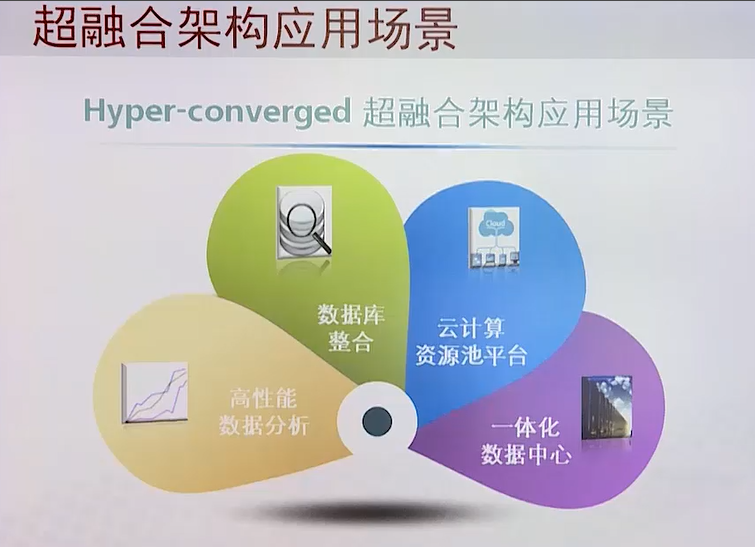 超融合架构应用场景
Hyper-converged 超融合架构应用场景
数据库
整合
云计算
资源池平台
高性能
数据分析
一体化
数据中心
Cloud